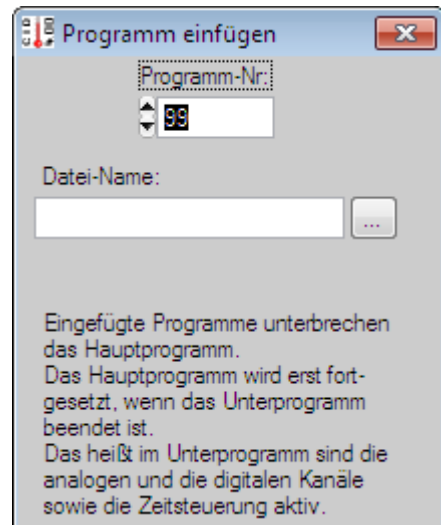 Programm einfügen
Programm-Nr:
99
Datei-Name:
...
Eingefügte Programme unterbrechen
das Hauptprogramm.
Das Hauptprogramm wird erst fort-
gesetzt, wenn das Unterprogramm
beendet ist.
Das heißt im Unterprogramm sind die
analogen und die digitalen Kanäle
sowie die Zeitsteuerung aktiv.